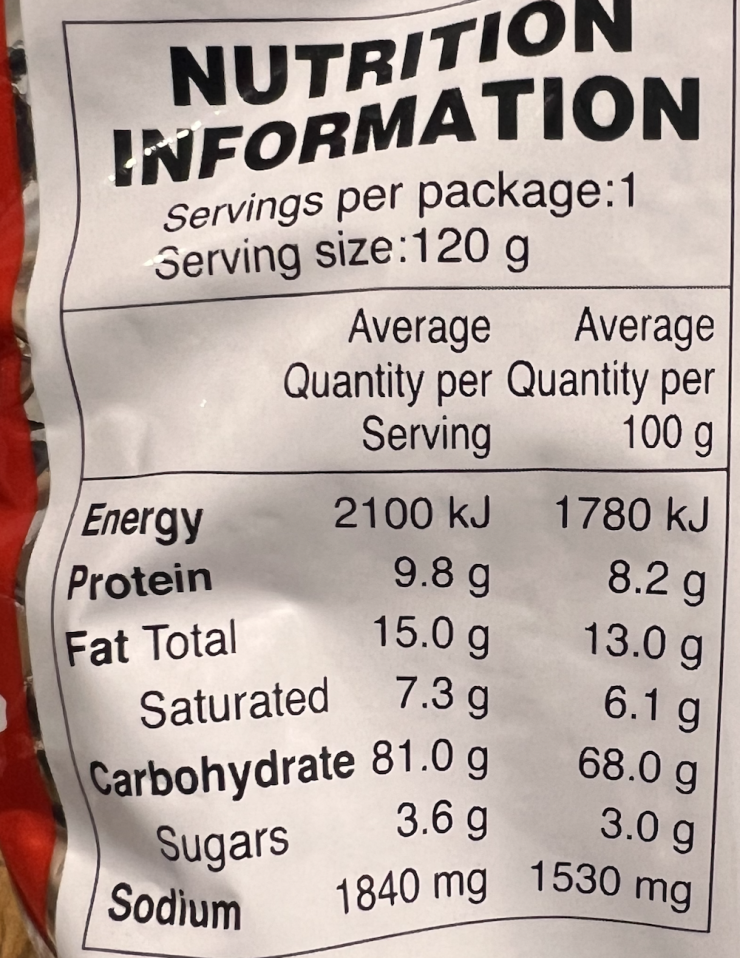 NUTRITION
INFORMATION
Servings per package:1
Serving size:120 g
Average Average
Quantity per Quantity per
Serving 100 g
Energy 2100 kJ 1780 kJ
Protein 9.8 g 8.2 g
Fat Total 15.0 g 13.0 g
Saturated 7.3 g 6.1 g
Carbohydrate 81.0 g 68.0 g
Sugars 3.6 g 3.0 g
Sodium 1840 mg 1530 mg